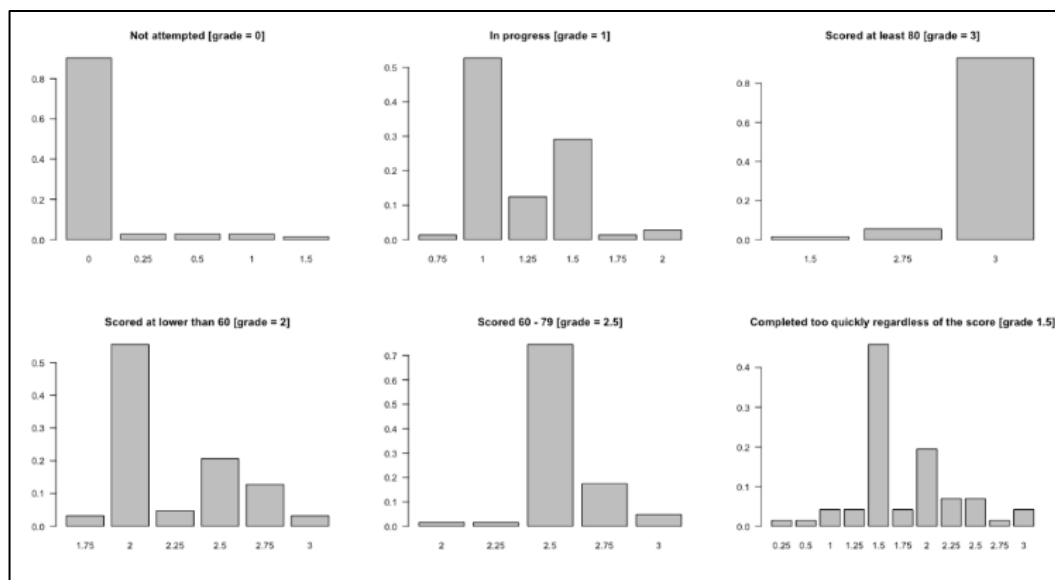 Not attempted [grade = 0]
0.8
0.6
0.4
0.2
0.0
0 0.25 0.5 1 1.5
In progress [grade = 1]
0.5
0.4
0.3
0.2
0.1
0.0
0.75 1 1.25 1.5 1.75 2
Scored at least 80 [grade = 3]
0.8
0.6
0.4
0.2
0.0
1.5 2.75 3
Scored at lower than 60 [grade = 2]
0.5
0.4
0.3
0.2
0.1
0.0
1.75 2 2.25 2.5 2.75 3
Scored 60 - 79 [grade = 2.5]
0.7
0.6
0.5
0.4
0.3
0.2
0.1
0.0
2 2.25 2.5 2.75 3
Completed too quickly regardless of the score [grade 1.5]
0.4
0.3
0.2
0.1
0.0
0.25 0.5 1 1.25 1.5 1.75 2 2.25 2.5 2.75 3